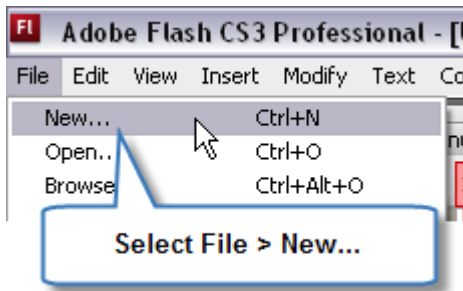 Fl Adobe Flash CS3 Professional - [
File Edit View Insert Modify Text Co
New... Ctrl+N
Open.. Ctrl+O
Browse Ctrl+Alt+O
Select File > New...